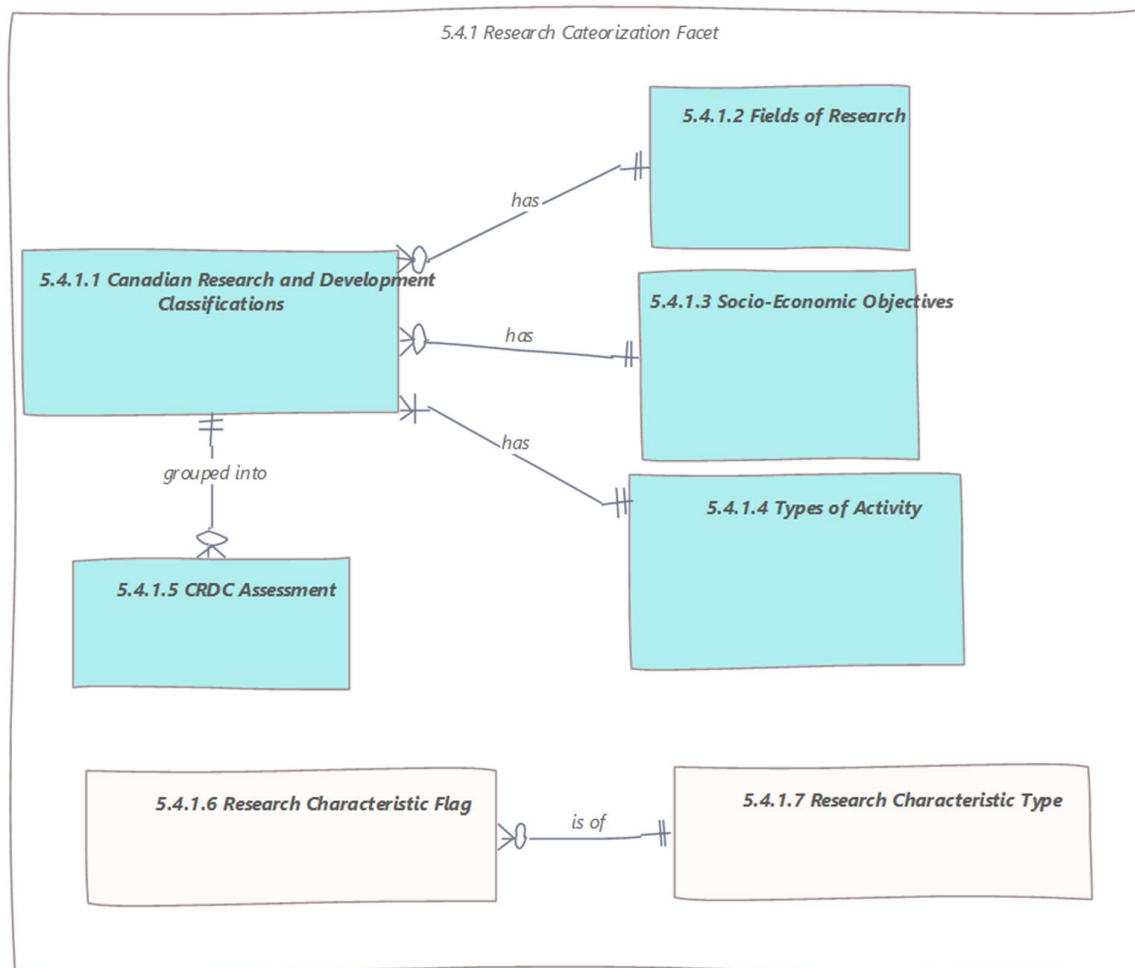 5.4.1 Research Cateorization Facet
5.4.1.2 Fields of Research
has
5.4.1.1 Canadian Research and Development
Classifications
5.4.1.3 Socio-Economic Objectives
has
has
grouped into
5.4.1.4 Types of Activity
5.4.1.5 CRDC Assessment
5.4.1.6 Research Characteristic Flag
is of
5.4.1.7 Research Characteristic Type